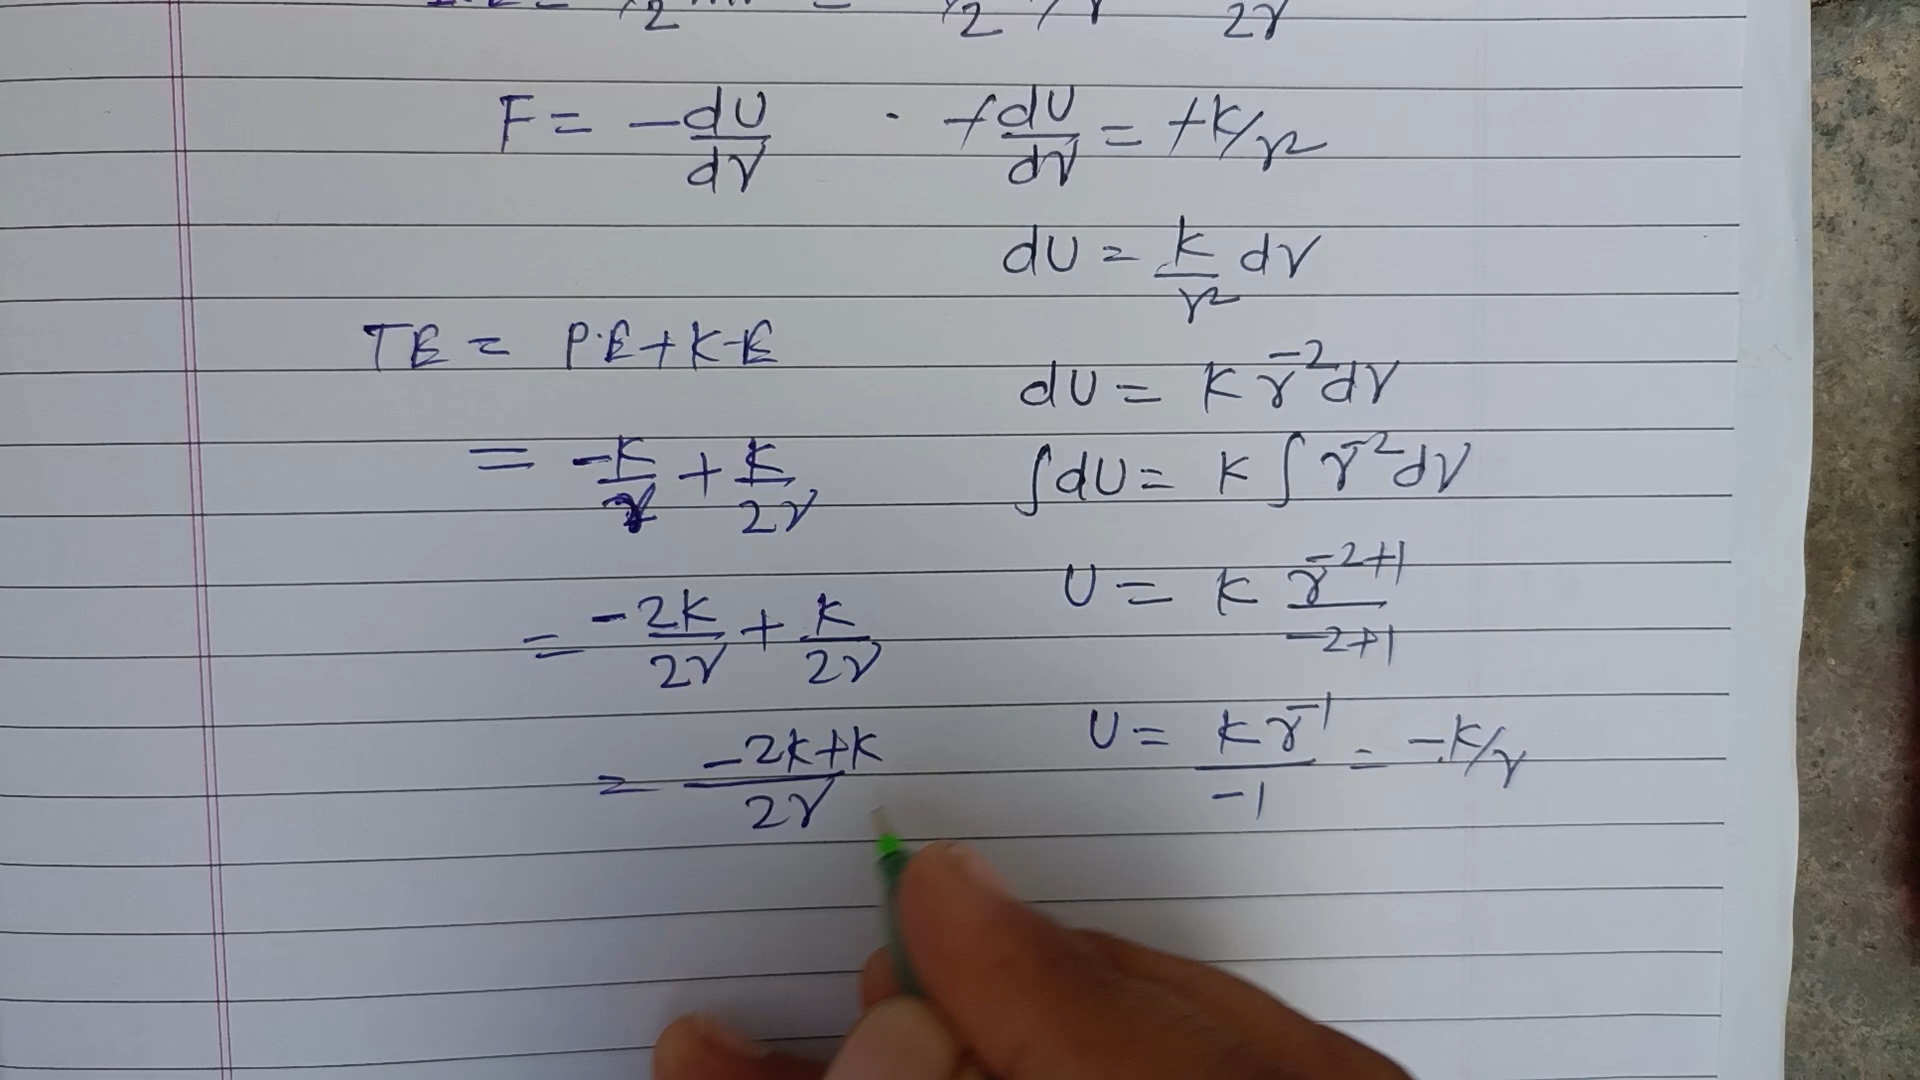 F = -dU/dr . +dU/dr = +K/r²
dU = K/r² dr
TE = P.E + K-E
dU = K r⁻² dr
= -K/r + K/2r
∫dU = K ∫ r⁻² dr
U = K r⁻²⁺¹/-2+1
= -2K/2r + K/2r
U = K r⁻¹/-1 = -K/r
= -2K+K/2r